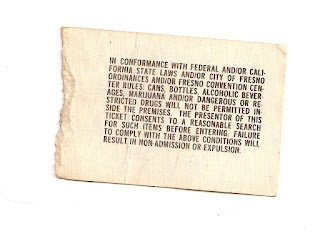 IN CONFORMANCE WITH FEDERAL AND/OR CALI-
FORNIA STATE LAWS AND/OR CITY OF FRESNO
ORDINANCES AND/OR FRESNO CONVENTION CEN-
TER RULES: CANS, BOTTLES, ALCOHOLIC BEVER-
AGES, MARIJUANA AND/OR DANGEROUS OR RE-
STRICTED DRUGS WILL NOT BE PERMITTED IN-
SIDE THE PREMISES. THE PRESENTOR OF THIS
TICKET CONSENTS TO A REASONABLE SEARCH
FOR SUCH ITEMS BEFORE ENTERING. FAILURE
TO COMPLY WITH THE ABOVE CONDITIONS WILL
RESULT IN NON-ADMISSION OR EXPULSION.